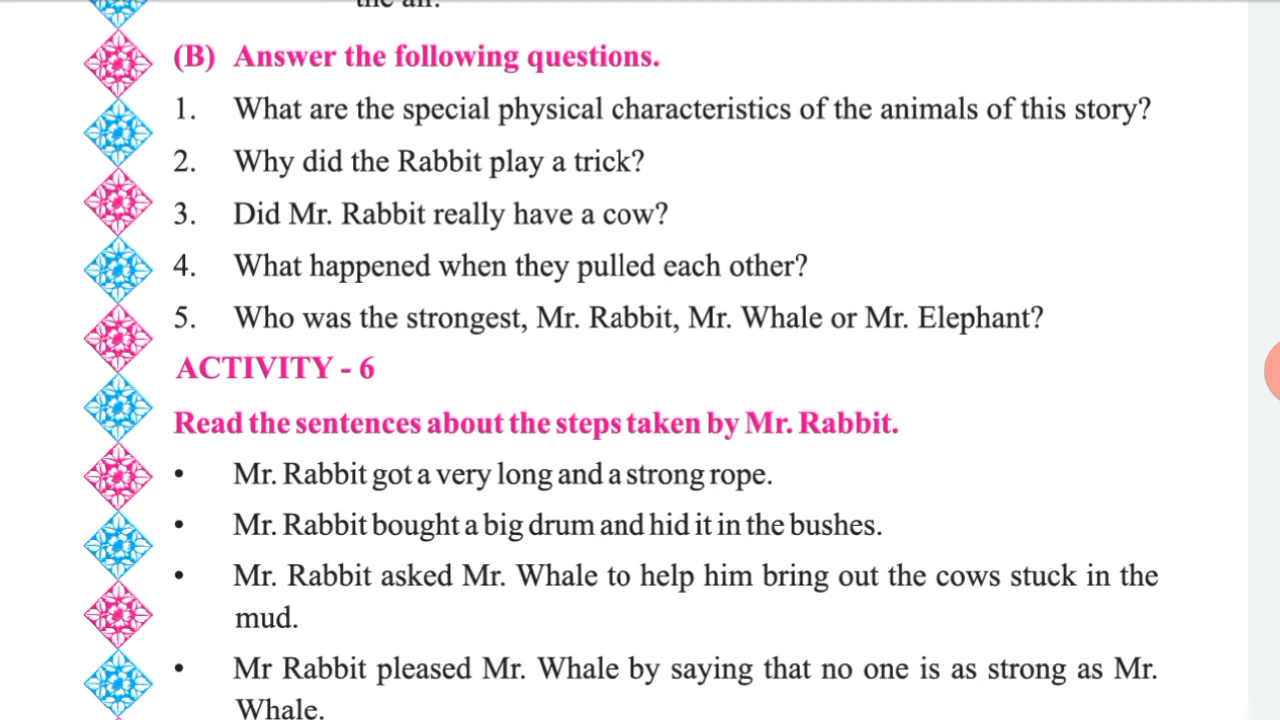 the air.
(B) Answer the following questions.
1. What are the special physical characteristics of the animals of this story?
2. Why did the Rabbit play a trick?
3. Did Mr. Rabbit really have a cow?
4. What happened when they pulled each other?
5. Who was the strongest, Mr. Rabbit, Mr. Whale or Mr. Elephant?
ACTIVITY - 6
Read the sentences about the steps taken by Mr. Rabbit.
• Mr. Rabbit got a very long and a strong rope.
• Mr. Rabbit bought a big drum and hid it in the bushes.
• Mr. Rabbit asked Mr. Whale to help him bring out the cows stuck in the
mud.
• Mr Rabbit pleased Mr. Whale by saying that no one is as strong as Mr.
Whale.